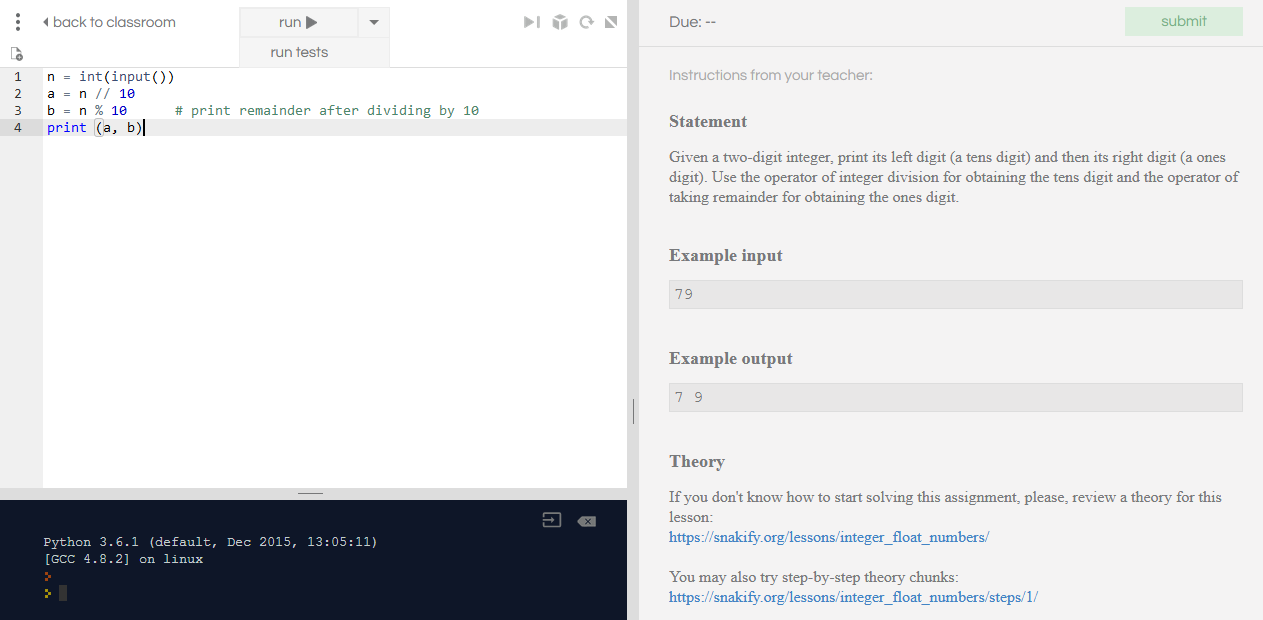 back to classroom
run
run tests
1 n = int(input())
2 a = n // 10
3 b = n % 10      # print remainder after dividing by 10
4 print (a, b)
Python 3.6.1 (default, Dec 2015, 13:05:11)
[GCC 4.8.2] on linux
Due: --
submit
Instructions from your teacher:
Statement
Given a two-digit integer, print its left digit (a tens digit) and then its right digit (a ones
digit). Use the operator of integer division for obtaining the tens digit and the operator of
taking remainder for obtaining the ones digit.
Example input
79
Example output
7 9
Theory
If you don't know how to start solving this assignment, please, review a theory for this
lesson:
https://snakify.org/lessons/integer_float_numbers/
You may also try step-by-step theory chunks:
https://snakify.org/lessons/integer_float_numbers/steps/1/